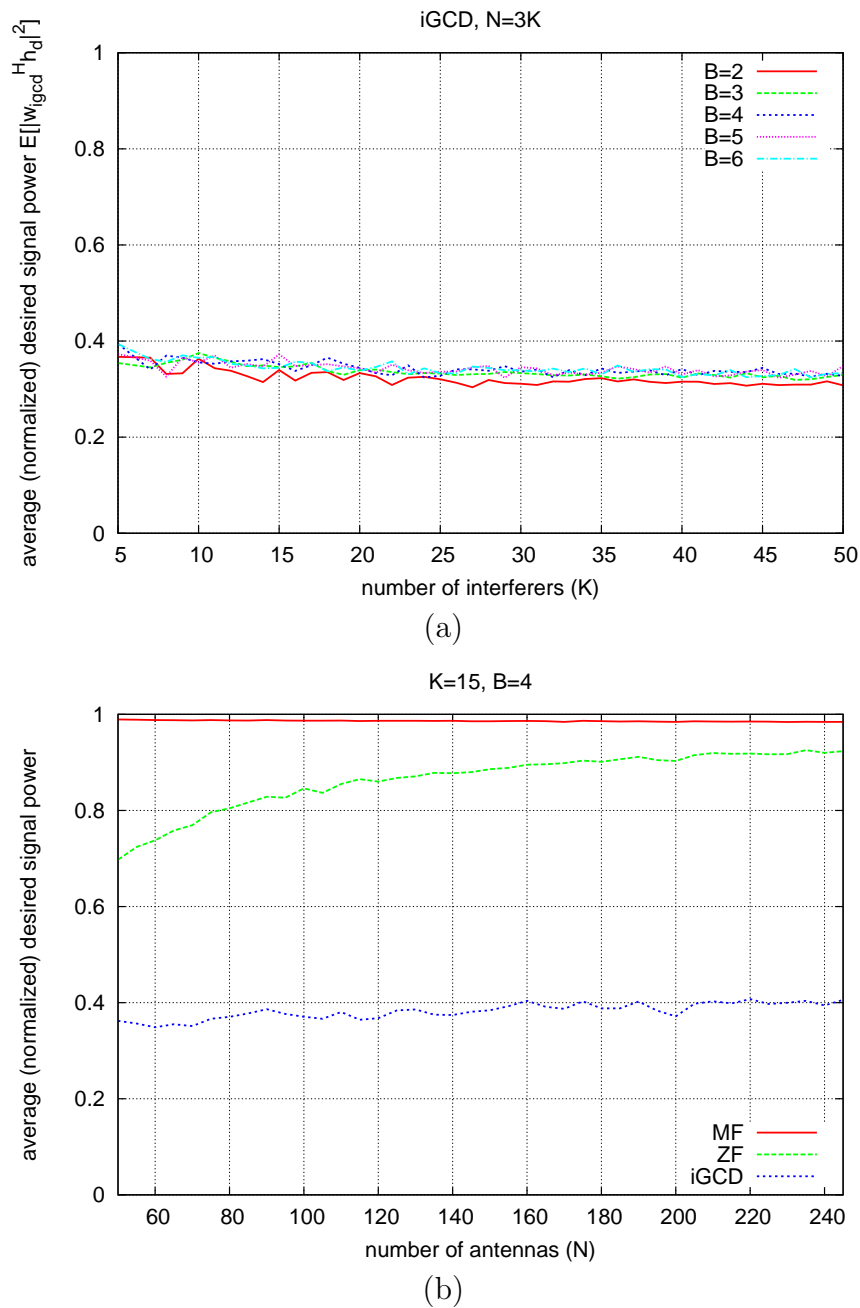 iGCD, N=3K
average (normalized) desired signal power E[|w_igcd^H h_d|^2]
1
0.8
0.6
0.4
0.2
0
B=2
B=3
B=4
B=5
B=6
5 10 15 20 25 30 35 40 45 50
number of interferers (K)
(a)
K=15, B=4
average (normalized) desired signal power
1
0.8
0.6
0.4
0.2
0
MF
ZF
iGCD
60 80 100 120 140 160 180 200 220 240
number of antennas (N)
(b)